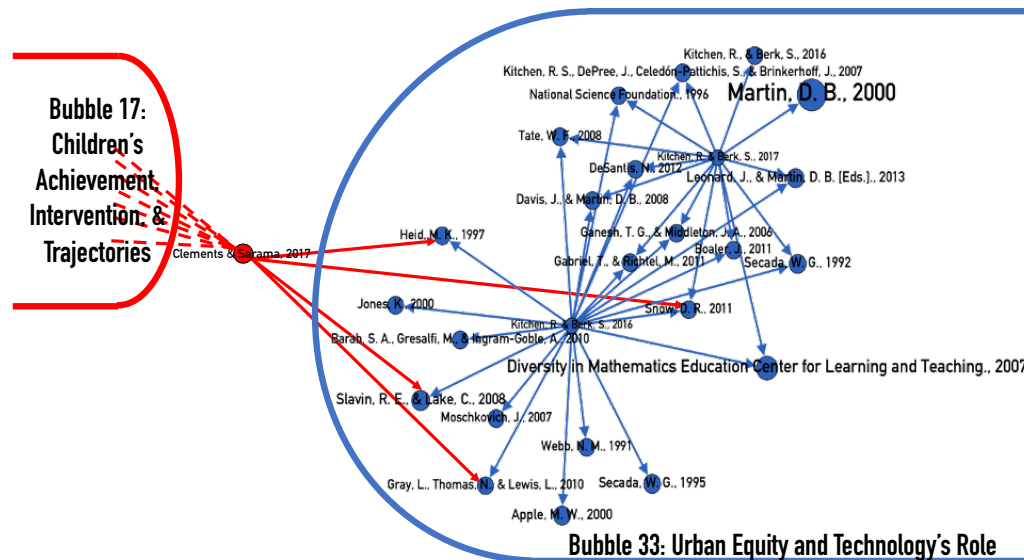 Bubble 17:
Children's
Achievement,
Intervention, &
Trajectories
Clements & Sarama, 2017
Kitchen, R., & Berk, S., 2016
Kitchen, R. S., DePree, J., Celedón-Pattichis, S., & Brinkerhoff, J., 2007
National Science Foundation., 1996
Martin, D. B., 2000
Tate, W. F., 2008
Kitchen, R. & Berk, S., 2017
DeSantis, N., 2012
Leonard, J., & Martin, D. B. [Eds.]., 2013
Davis, J., & Martin, D. B., 2008
Heid, M. K., 1997
Ganesh, T. G., & Middleton, J. A., 2006
Boaler, J., 2011
Gabriel, T., & Richtel, M., 2011
Secada, W. G., 1992
Jones, K., 2000
Snow, D. R., 2011
Kitchen, R. & Berk, S., 2016
Barab, S. A., Gresalfi, M., & Ingram-Goble, A., 2010
Diversity in Mathematics Education Center for Learning and Teaching., 2007
Slavin, R. E., & Lake, C., 2008
Moschkovich, J., 2007
Webb, N. M., 1991
Gray, L., Thomas, N., & Lewis, L., 2010
Secada, W. G., 1995
Apple, M. W., 2000
Bubble 33: Urban Equity and Technology's Role